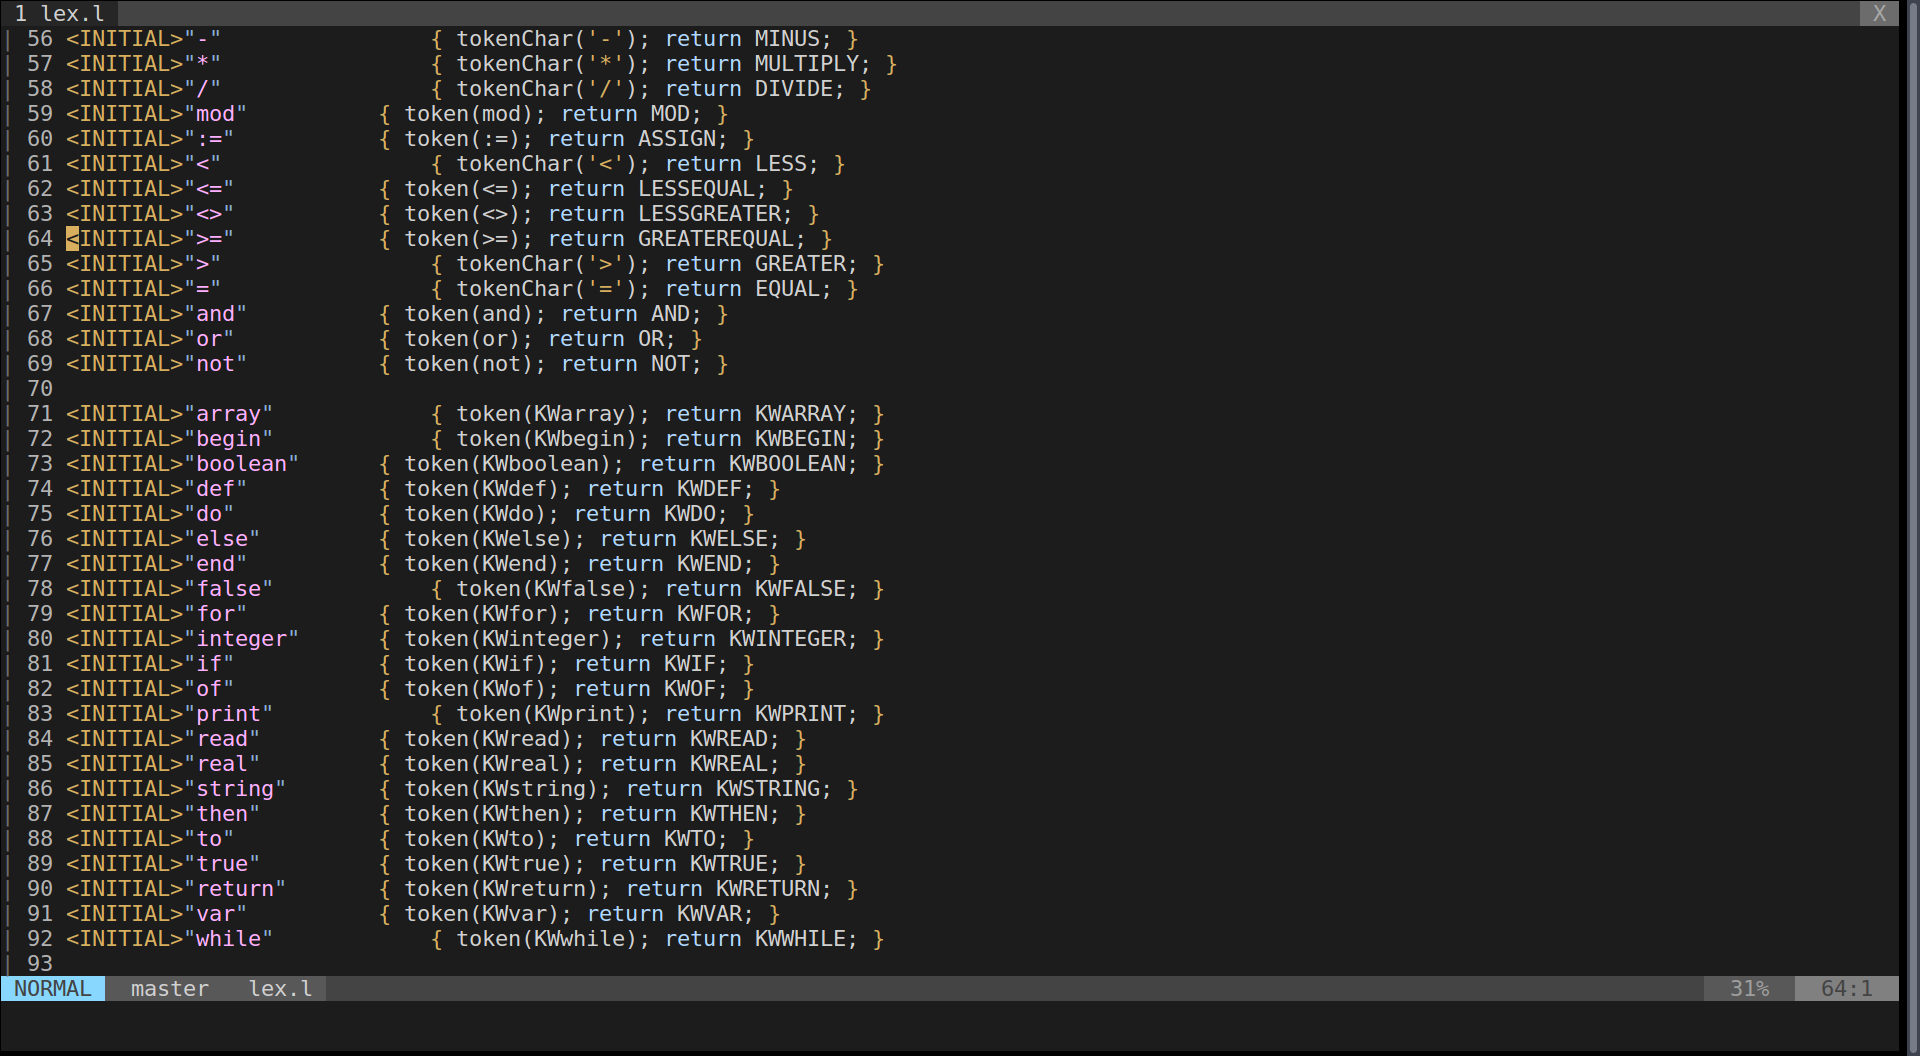 1 lex.l X
56 <INITIAL>"-" { tokenChar('-'); return MINUS; }
57 <INITIAL>"*" { tokenChar('*'); return MULTIPLY; }
58 <INITIAL>"/" { tokenChar('/'); return DIVIDE; }
59 <INITIAL>"mod" { token(mod); return MOD; }
60 <INITIAL>":=" { token(:=); return ASSIGN; }
61 <INITIAL>"<" { tokenChar('<'); return LESS; }
62 <INITIAL>"<=" { token(<=); return LESSEQUAL; }
63 <INITIAL>"<>" { token(<>); return LESSGREATER; }
64 <INITIAL>">=" { token(>=); return GREATEREQUAL; }
65 <INITIAL>">" { tokenChar('>'); return GREATER; }
66 <INITIAL>"=" { tokenChar('='); return EQUAL; }
67 <INITIAL>"and" { token(and); return AND; }
68 <INITIAL>"or" { token(or); return OR; }
69 <INITIAL>"not" { token(not); return NOT; }
70
71 <INITIAL>"array" { token(KWarray); return KWARRAY; }
72 <INITIAL>"begin" { token(KWbegin); return KWBEGIN; }
73 <INITIAL>"boolean" { token(KWboolean); return KWBOOLEAN; }
74 <INITIAL>"def" { token(KWdef); return KWDEF; }
75 <INITIAL>"do" { token(KWdo); return KWDO; }
76 <INITIAL>"else" { token(KWelse); return KWELSE; }
77 <INITIAL>"end" { token(KWend); return KWEND; }
78 <INITIAL>"false" { token(KWfalse); return KWFALSE; }
79 <INITIAL>"for" { token(KWfor); return KWFOR; }
80 <INITIAL>"integer" { token(KWinteger); return KWINTEGER; }
81 <INITIAL>"if" { token(KWif); return KWIF; }
82 <INITIAL>"of" { token(KWof); return KWOF; }
83 <INITIAL>"print" { token(KWprint); return KWPRINT; }
84 <INITIAL>"read" { token(KWread); return KWREAD; }
85 <INITIAL>"real" { token(KWreal); return KWREAL; }
86 <INITIAL>"string" { token(KWstring); return KWSTRING; }
87 <INITIAL>"then" { token(KWthen); return KWTHEN; }
88 <INITIAL>"to" { token(KWto); return KWTO; }
89 <INITIAL>"true" { token(KWtrue); return KWTRUE; }
90 <INITIAL>"return" { token(KWreturn); return KWRETURN; }
91 <INITIAL>"var" { token(KWvar); return KWVAR; }
92 <INITIAL>"while" { token(KWwhile); return KWWHILE; }
93
NORMAL master lex.l 31% 64:1